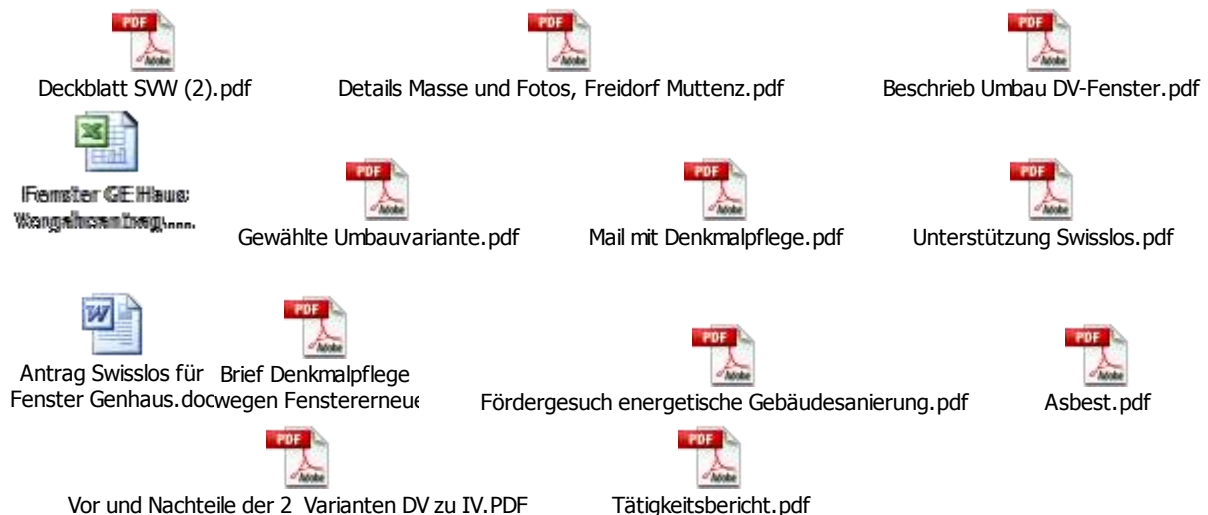 Deckblatt SVW (2).pdf
Details Masse und Fotos, Freidorf Muttenz.pdf
Beschrieb Umbau DV-Fenster.pdf
Fenster GE Haus
Gewählte Umbauvariante.pdf
Mail mit Denkmalpflege.pdf
Unterstützung Swisslos.pdf
Antrag Swisslos für
Fenster Genhaus.doc
Brief Denkmalpflege
wegen Fenstererneue
Fördergesuch energetische Gebäudesanierung.pdf
Asbest.pdf
Vor und Nachteile der 2 Varianten DV zu IV.PDF
Tätigkeitsbericht.pdf